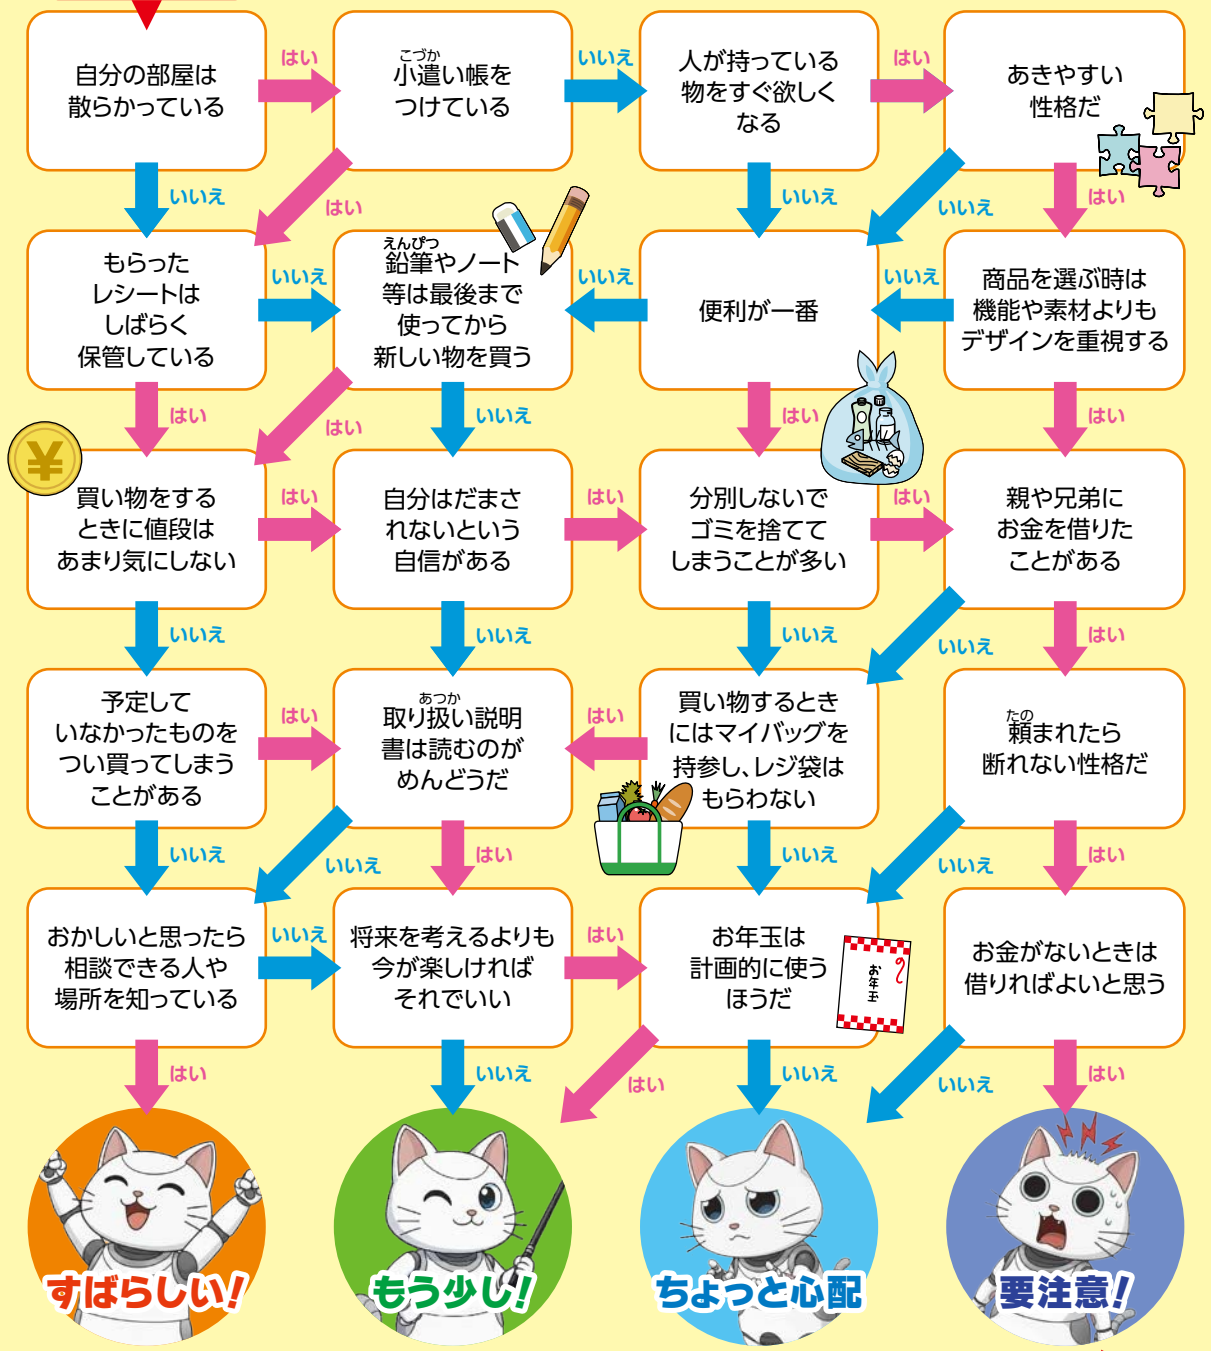 自分の部屋は
散らかっている
はい
いいえ
こづか
小遣い帳を
つけている
いいえ
はい
人が持っている
物をすぐ欲しく
なる
はい
いいえ
あきやすい
性格だ
いいえ
はい
もらった
レシートは
しばらく
保管している
いいえ
はい
えんぴつ
鉛筆やノート
等は最後まで
使ってから
新しい物を買う
はい
いいえ
便利が一番
いいえ
はい
商品を選ぶ時は
機能や素材よりも
デザインを重視する
いいえ
はい
¥
買い物をする
ときに値段は
あまり気にしない
はい
いいえ
自分はだまさ
れないという
自信がある
はい
いいえ
分別しないで
ゴミを捨てて
しまうことが多い
はい
いいえ
親や兄弟に
お金を借りた
ことがある
いいえ
はい
予定して
いなかったものを
つい買ってしまう
ことがある
はい
いいえ
あつか
取り扱い説明
書は読むのが
めんどうだ
いいえ
はい
買い物するとき
にはマイバッグを
持参し、レジ袋は
もらわない
はい
いいえ
たの
頼まれたら
断れない性格だ
いいえ
はい
おかしいと思ったら
相談できる人や
場所を知っている
いいえ
はい
将来を考えるよりも
今が楽しければ
それでいい
はい
いいえ
お年玉は
計画的に使う
ほうだ
お年玉
はい
いいえ
お金がないときは
借りればよいと思う
いいえ
はい
すばらしい!
もう少し!
ちょっと心配
要注意!